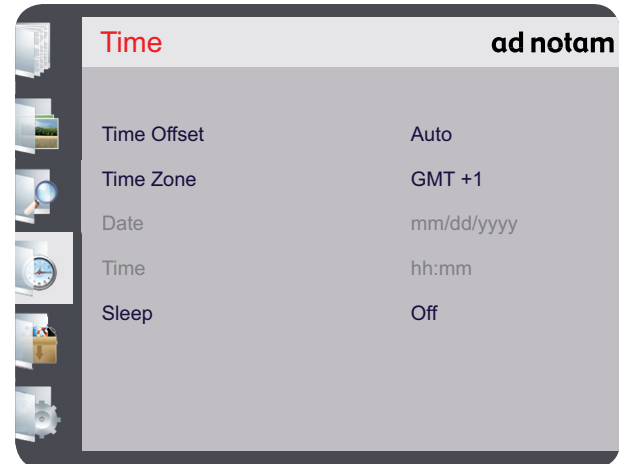 Time ad notam
Time Offset Auto
Time Zone GMT +1
Date mm/dd/yyyy
Time hh:mm
Sleep Off